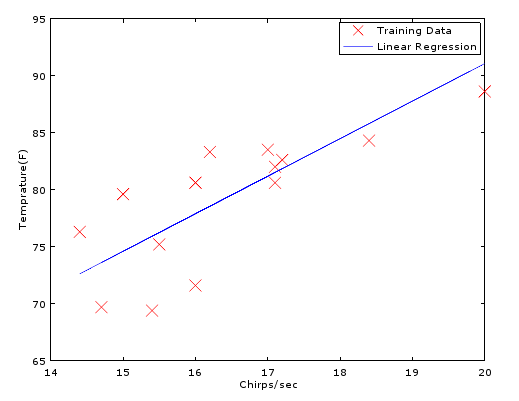 95
90
85
80
75
70
65
Temprature(F)
14 15 16 17 18 19 20
Chirps/sec
Training Data
Linear Regression